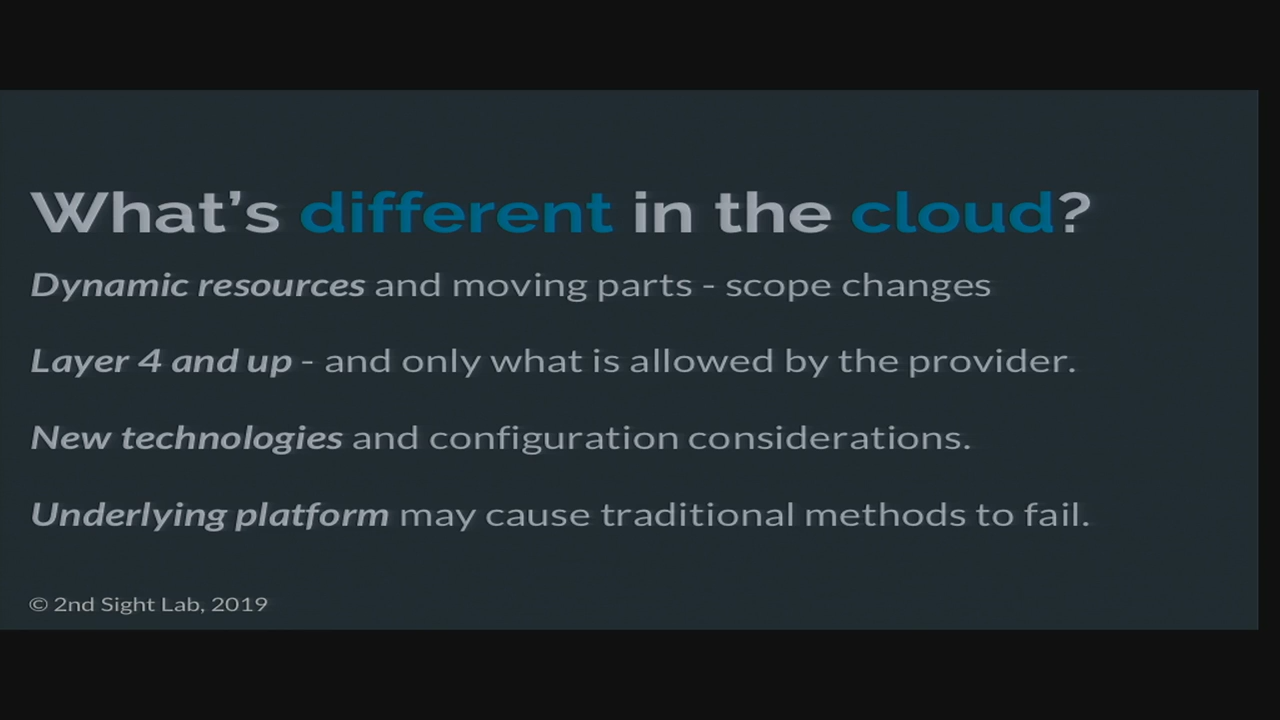 What’s different in the cloud?
Dynamic resources and moving parts - scope changes
Layer 4 and up - and only what is allowed by the provider.
New technologies and configuration considerations.
Underlying platform may cause traditional methods to fail.
© 2nd Sight Lab, 2019